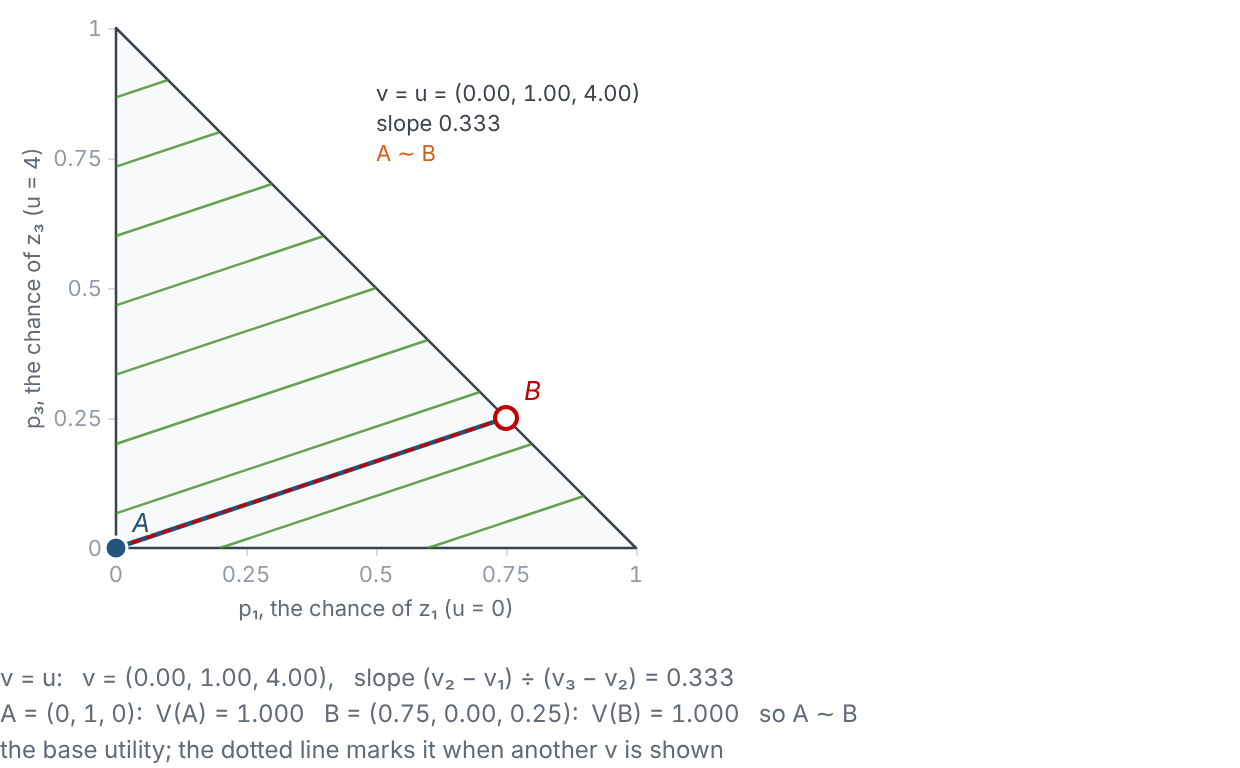 1
0.75
0.5
0.25
0
p₃, the chance of z₃ (u = 4)
v = u = (0.00, 1.00, 4.00)
slope 0.333
A ~ B
B
A
0 0.25 0.5 0.75 1
p₁, the chance of z₁ (u = 0)
v = u: v = (0.00, 1.00, 4.00), slope (v₂ − v₁) ÷ (v₃ − v₂) = 0.333
A = (0, 1, 0): V(A) = 1.000 B = (0.75, 0.00, 0.25): V(B) = 1.000 so A ~ B
the base utility; the dotted line marks it when another v is shown